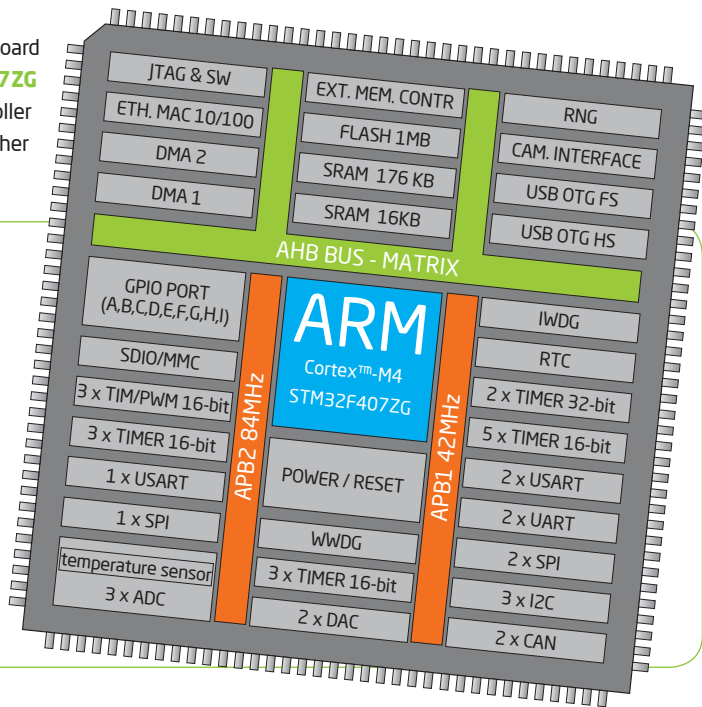 oard
7ZG
oller
her
JTAG & SW
ETH. MAC 10/100
DMA 2
DMA 1
EXT. MEM. CONTR
FLASH 1MB
SRAM 176 KB
SRAM 16KB
RNG
CAM. INTERFACE
USB OTG FS
USB OTG HS
AHB BUS - MATRIX
GPIO PORT
(A,B,C,D,E,F,G,H,I)
SDIO/MMC
3 x TIM/PWM 16-bit
3 x TIMER 16-bit
1 x USART
1 x SPI
temperature sensor
3 x ADC
APB2 84MHz
ARM
Cortex™-M4
STM32F407ZG
POWER / RESET
WWDG
3 x TIMER 16-bit
2 x DAC
APB1 42MHz
IWDG
RTC
2 x TIMER 32-bit
5 x TIMER 16-bit
2 x USART
2 x UART
2 x SPI
3 x I2C
2 x CAN